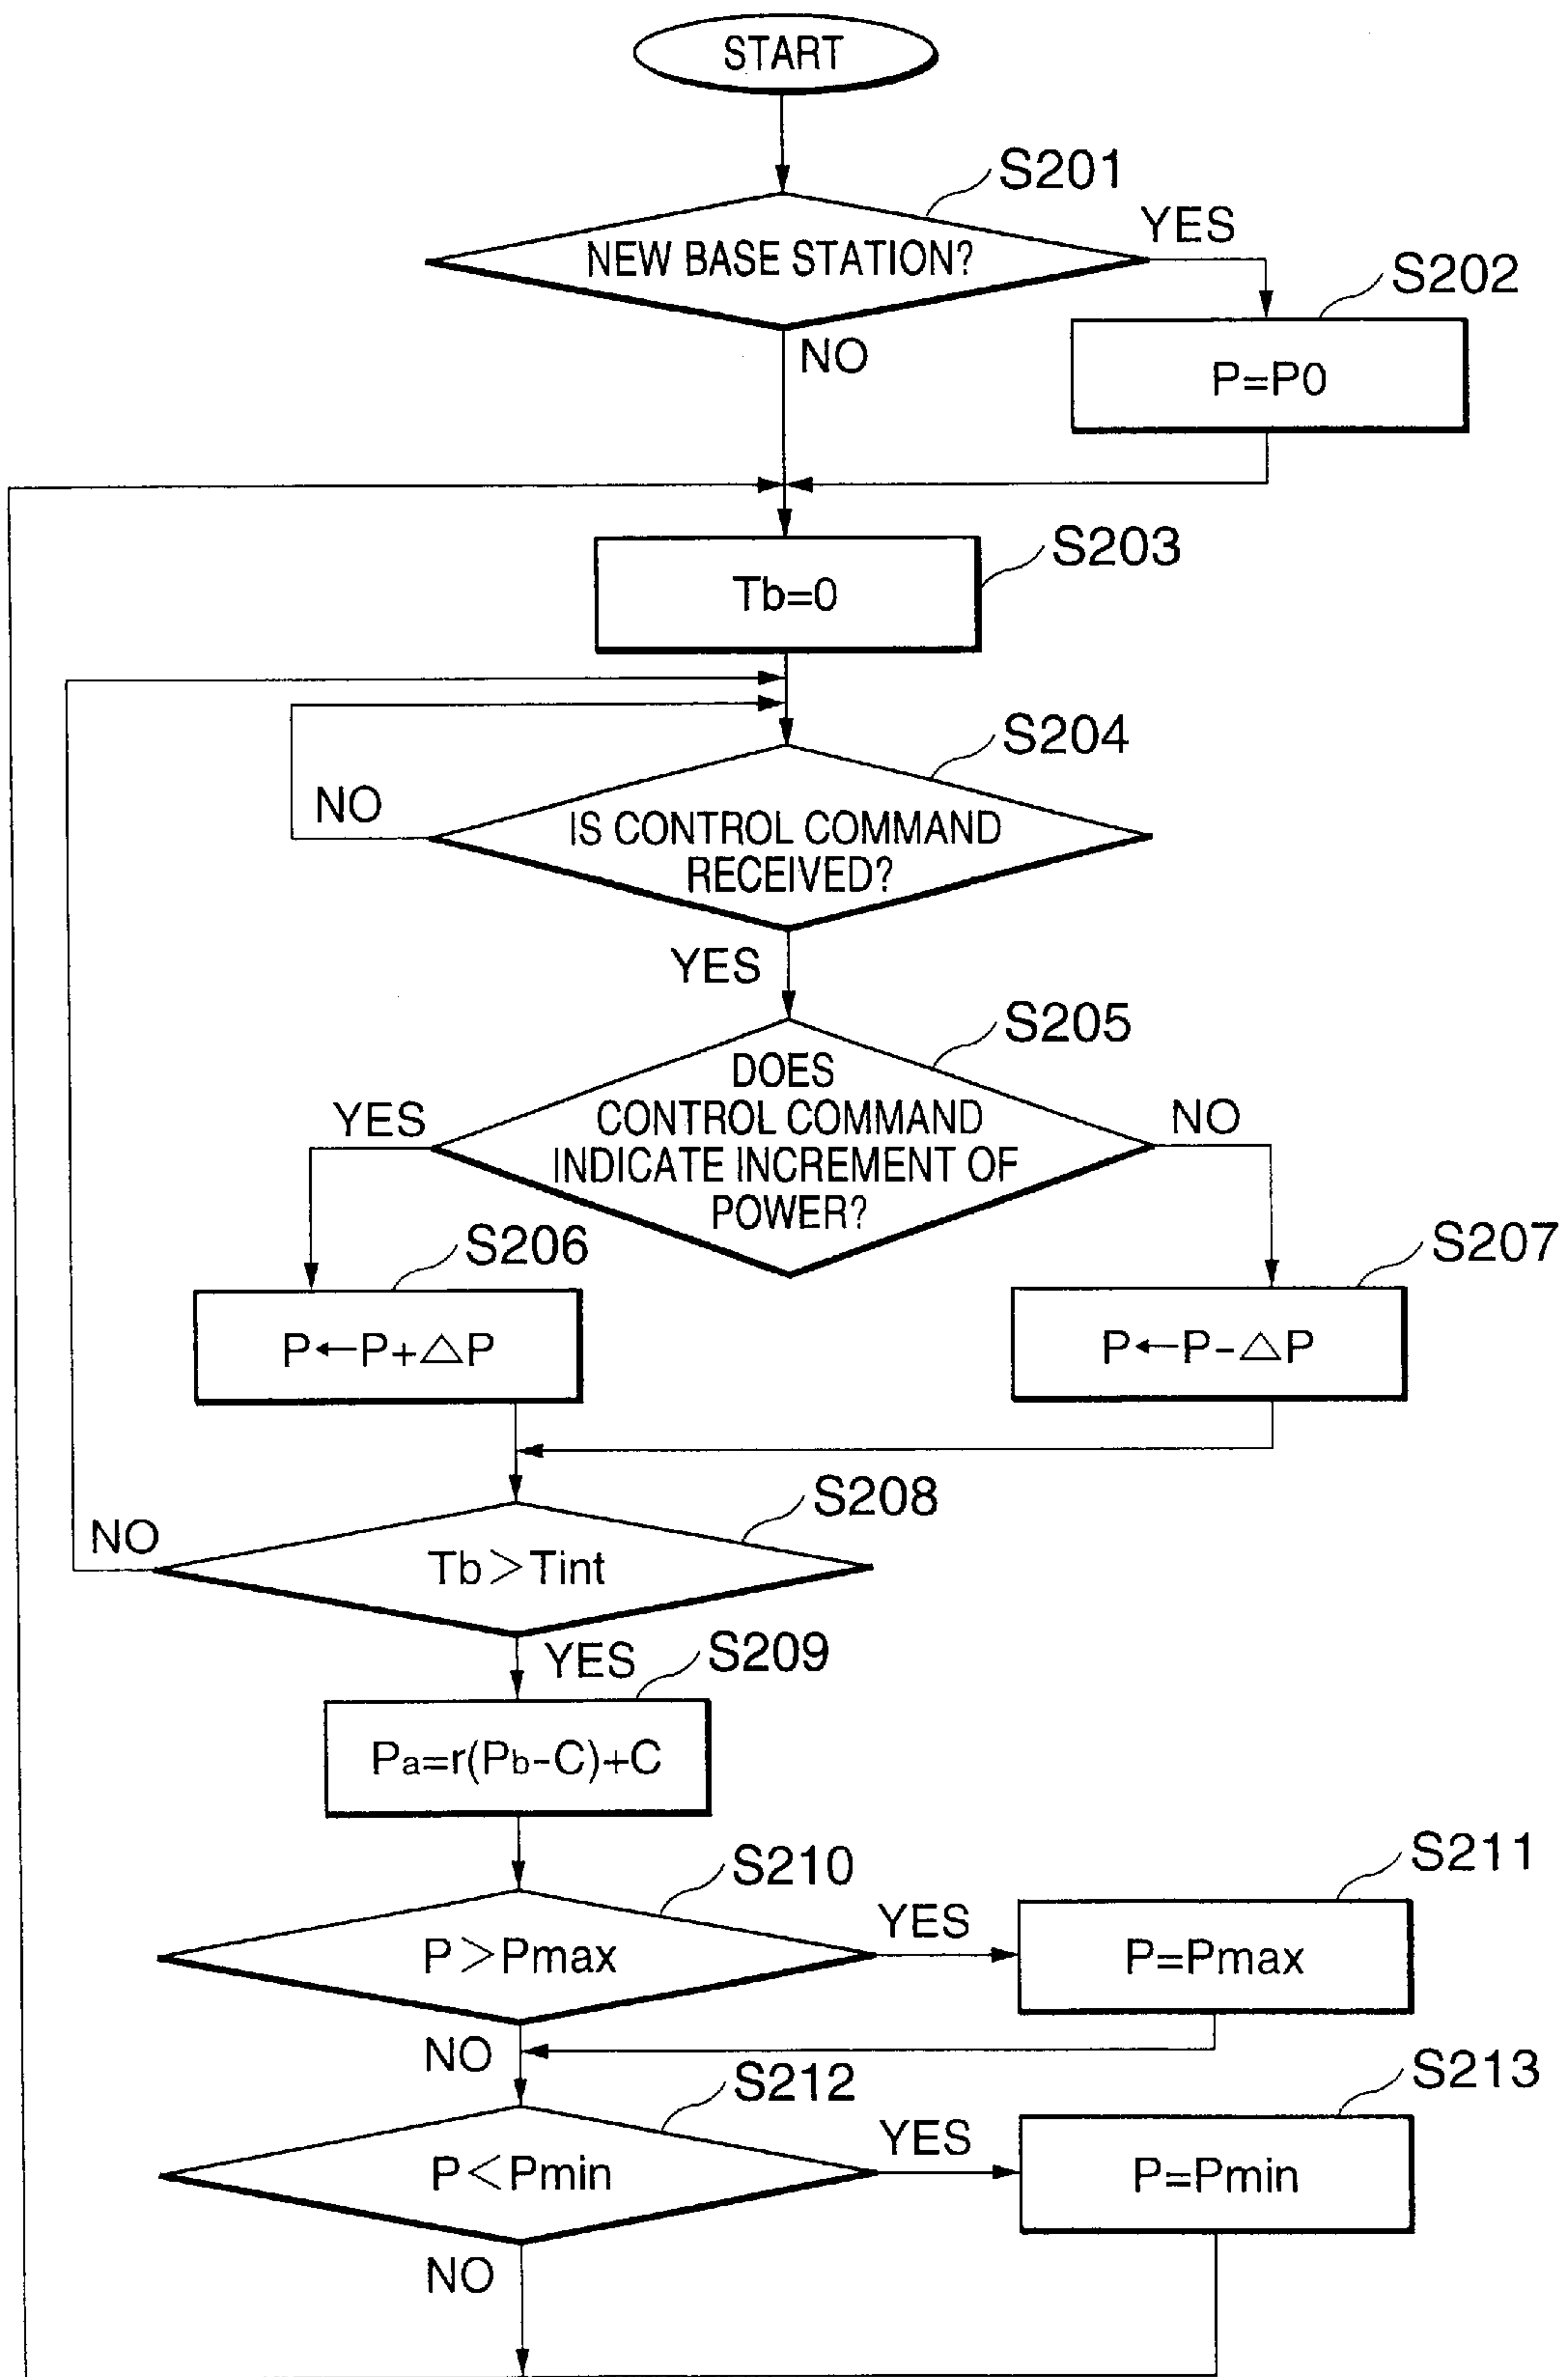 START
S201
NEW BASE STATION?
YES
S202
P=P0
NO
S203
Tb=0
S204
NO
IS CONTROL COMMAND
RECEIVED?
YES
S205
DOES
CONTROL COMMAND
INDICATE INCREMENT OF
POWER?
YES
NO
S206
P←P+△P
S207
P←P-△P
S208
NO
Tb>Tint
YES
S209
Pa=r(Pb-C)+C
S210
P>Pmax
YES
S211
P=Pmax
NO
S212
P<Pmin
YES
S213
P=Pmin
NO